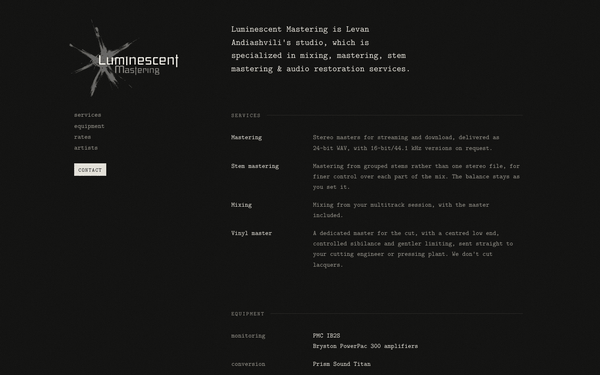 Luminescent
Mastering
services
equipment
rates
artists
CONTACT
Luminescent Mastering is Levan
Andiashvili's studio, which is
specialized in mixing, mastering, stem
mastering & audio restoration services.
SERVICES
Mastering
Stereo masters for streaming and download, delivered as
24-bit WAV, with 16-bit/44.1 kHz versions on request.
Stem mastering
Mastering from grouped stems rather than one stereo file, for
finer control over each part of the mix. The balance stays as
you set it.
Mixing
Mixing from your multitrack session, with the master
included.
Vinyl master
A dedicated master for the cut, with a centred low end,
controlled sibilance and gentler limiting, sent straight to
your cutting engineer or pressing plant. We don't cut
lacquers.
EQUIPMENT
monitoring
PMC IB2S
Bryston PowerPac 300 amplifiers
conversion
Prism Sound Titan